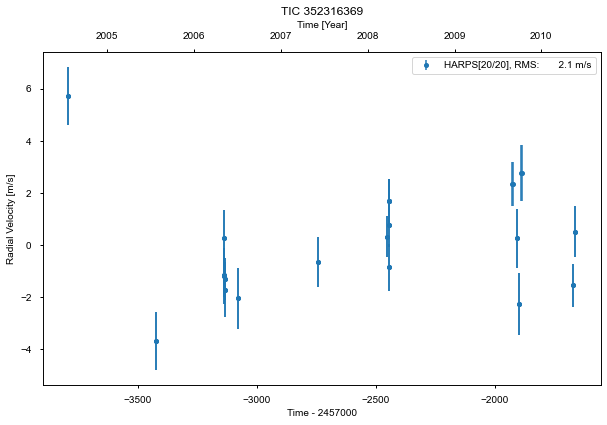 TIC 352316369
Time [Year]
2005 2006 2007 2008 2009 2010
HARPS[20/20], RMS: 2.1 m/s
Radial Velocity [m/s]
6
4
2
0
−2
−4
−3500 −3000 −2500 −2000
Time - 2457000